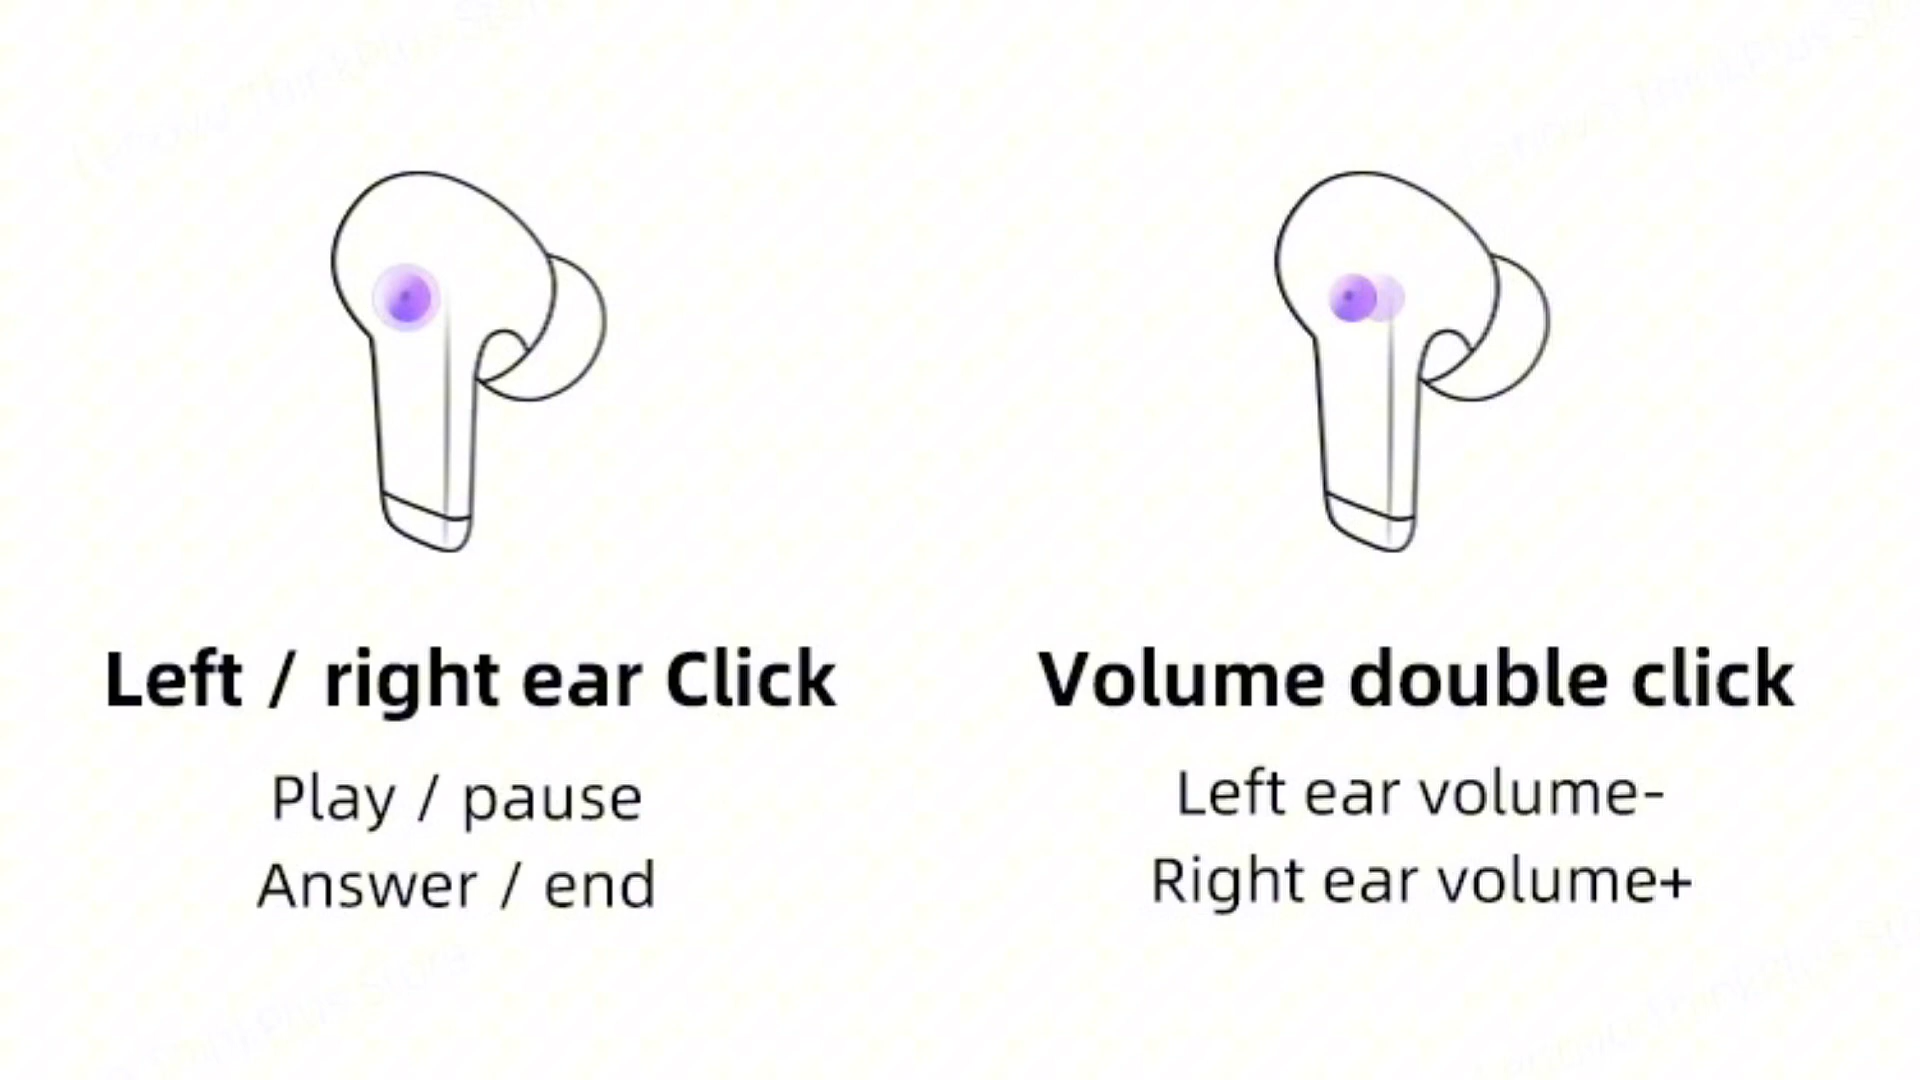 Left / right ear Click
Play / pause
Answer / end
Volume double click
Left ear volume-
Right ear volume+